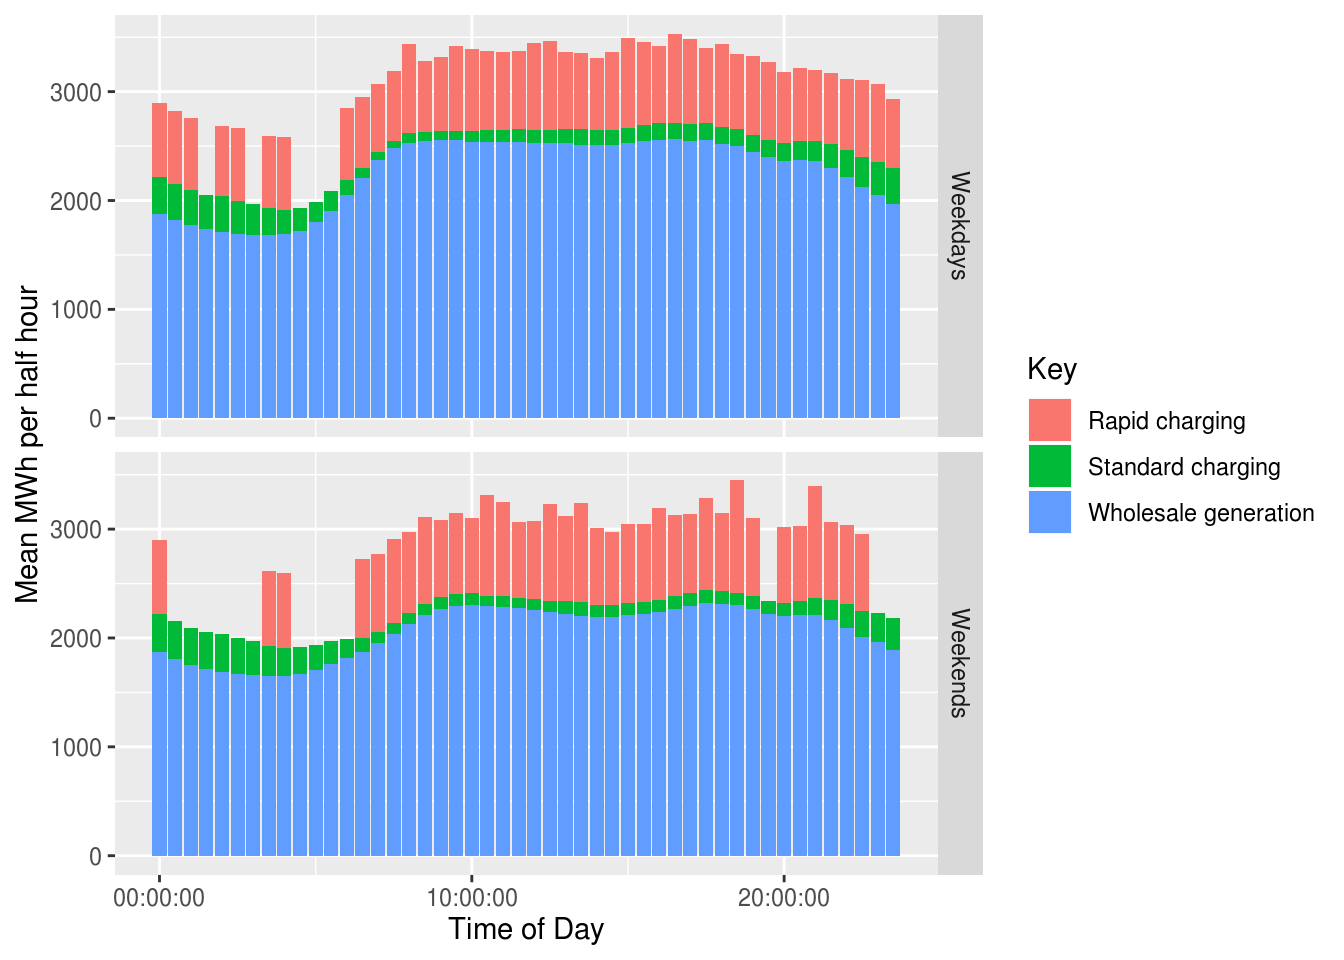 Mean MWh per half hour
3000
2000
1000
0
Weekdays
3000
2000
1000
0
Weekends
00:00:00
10:00:00
20:00:00
Time of Day
Key
Rapid charging
Standard charging
Wholesale generation